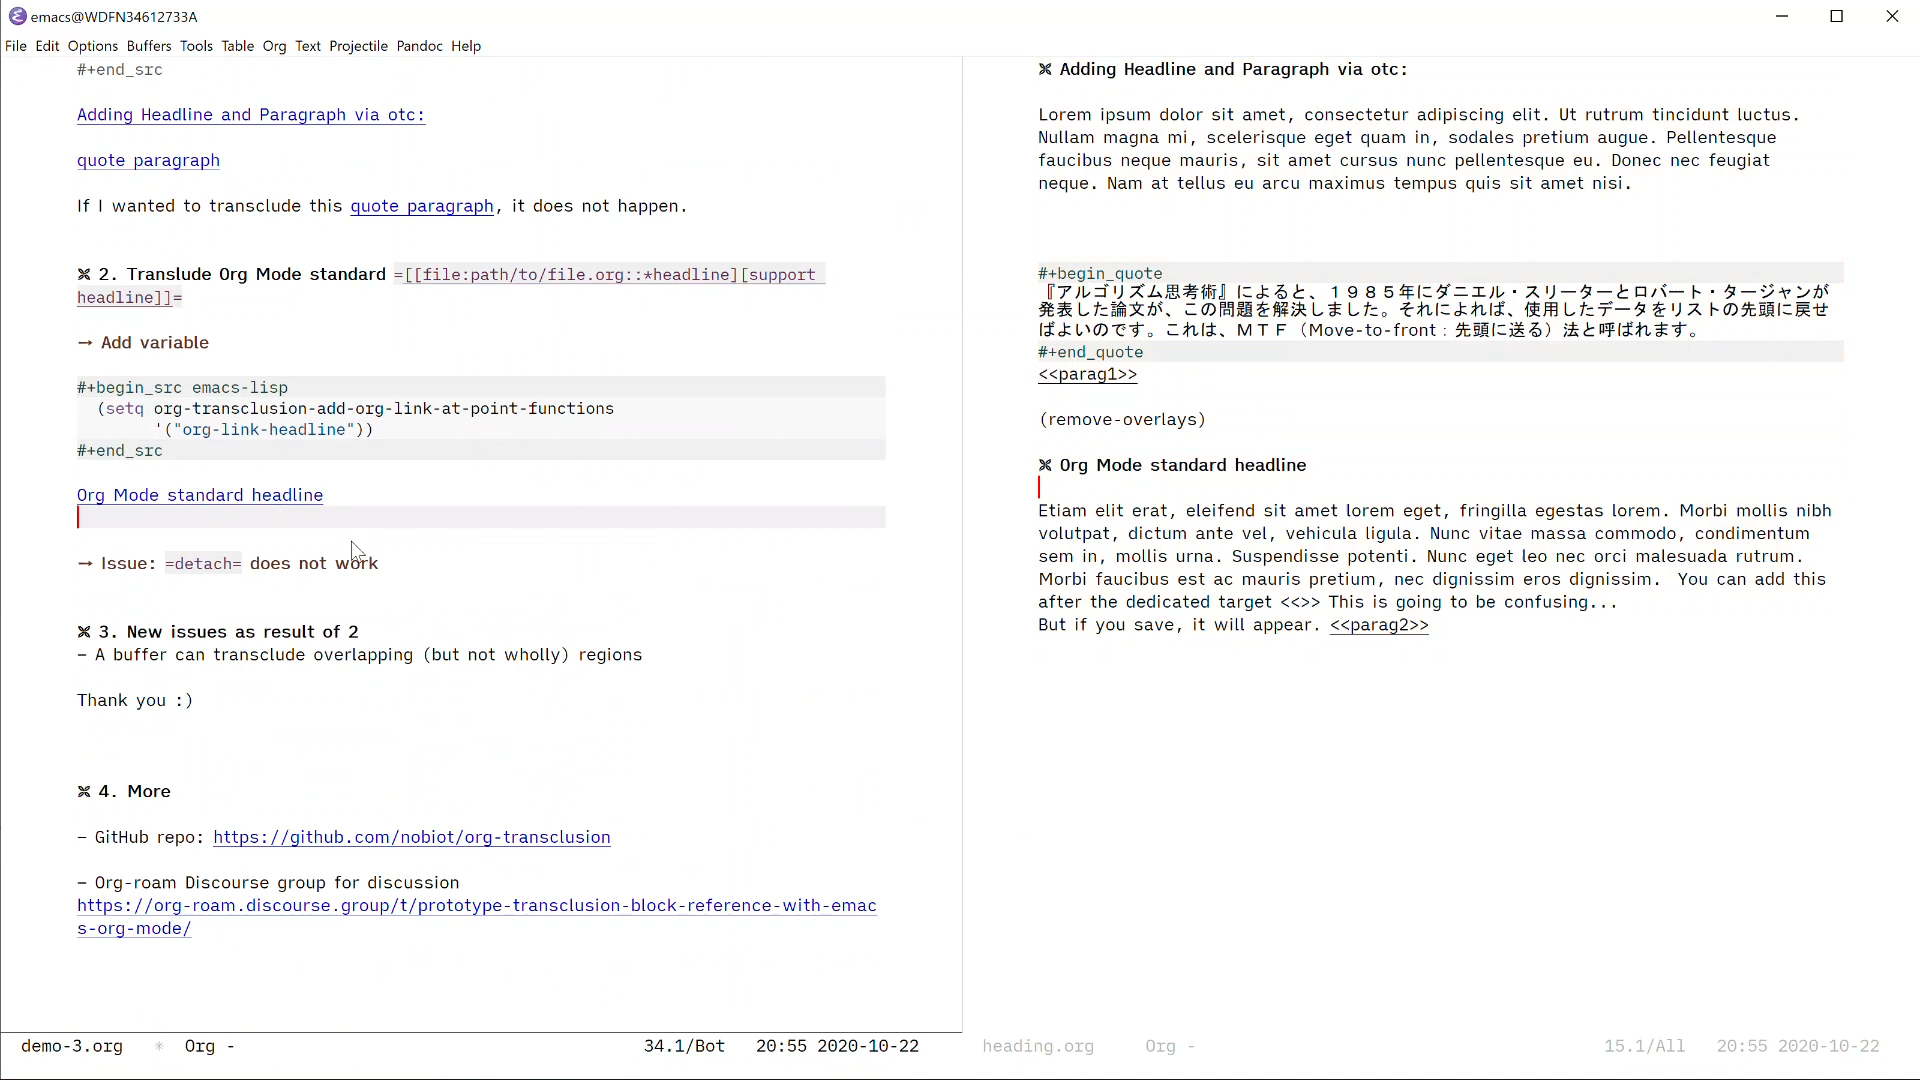 emacs@WDFN34612733A
File Edit Options Buffers Tools Table Org Text Projectile Pandoc Help
#+end_src
Adding Headline and Paragraph via otc:
quote paragraph
If I wanted to transclude this quote paragraph, it does not happen.
⌘ 2. Translude Org Mode standard =[[file:path/to/file.org::*headline][support
headline]]=
→ Add variable
#+begin_src emacs-lisp
(setq org-transclusion-add-org-link-at-point-functions
'("org-link-headline"))
#+end_src
Org Mode standard headline
→ Issue: =detach= does not work
⌘ 3. New issues as result of 2
– A buffer can transclude overlapping (but not wholly) regions
Thank you :)
⌘ 4. More
– GitHub repo: https://github.com/nobiot/org-transclusion
– Org-roam Discourse group for discussion
https://org-roam.discourse.group/t/prototype-transclusion-block-reference-with-emac
s-org-mode/
demo-3.org * Org - 34.1/Bot 20:55 2020-10-22
⌘ Adding Headline and Paragraph via otc:
Lorem ipsum dolor sit amet, consectetur adipiscing elit. Ut rutrum tincidunt luctus.
Nullam magna mi, scelerisque eget quam in, sodales pretium augue. Pellentesque
faucibus neque mauris, sit amet cursus nunc pellentesque eu. Donec nec feugiat
neque. Nam at tellus eu arcu maximus tempus quis sit amet nisi.
#+begin_quote
『アルゴリズム思考術』によると、１９８５年にダニエル・スリーターとロバート・タージャンが
発表した論文が、この問題を解決しました。それによれば、使用したデータをリストの先頭に戻せ
ばよいのです。これは、ＭＴＦ（Move-to-front：先頭に送る）法と呼ばれます。
#+end_quote
<<parag1>>
(remove-overlays)
⌘ Org Mode standard headline
Etiam elit erat, eleifend sit amet lorem eget, fringilla egestas lorem. Morbi mollis nibh
volutpat, dictum ante vel, vehicula ligula. Nunc vitae massa commodo, condimentum
sem in, mollis urna. Suspendisse potenti. Nunc eget leo nec orci malesuada rutrum.
Morbi faucibus est ac mauris pretium, nec dignissim eros dignissim. You can add this
after the dedicated target <<>> This is going to be confusing...
But if you save, it will appear. <<parag2>>
heading.org Org - 15.1/All 20:55 2020-10-22